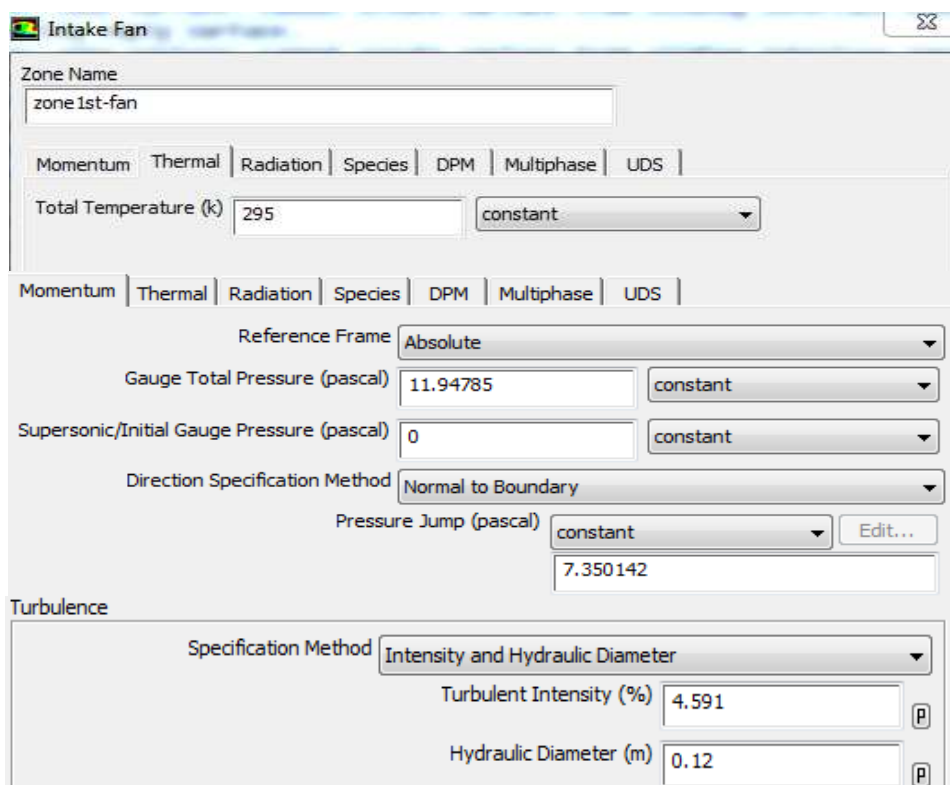 Intake Fan
Zone Name
zone1st-fan
Momentum Thermal Radiation Species DPM Multiphase UDS
Total Temperature (k) 295 constant
Momentum Thermal Radiation Species DPM Multiphase UDS
Reference Frame Absolute
Gauge Total Pressure (pascal) 11.94785 constant
Supersonic/Initial Gauge Pressure (pascal) 0 constant
Direction Specification Method Normal to Boundary
Pressure Jump (pascal) constant Edit...
7.350142
Turbulence
Specification Method Intensity and Hydraulic Diameter
Turbulent Intensity (%) 4.591 P
Hydraulic Diameter (m) 0.12 P